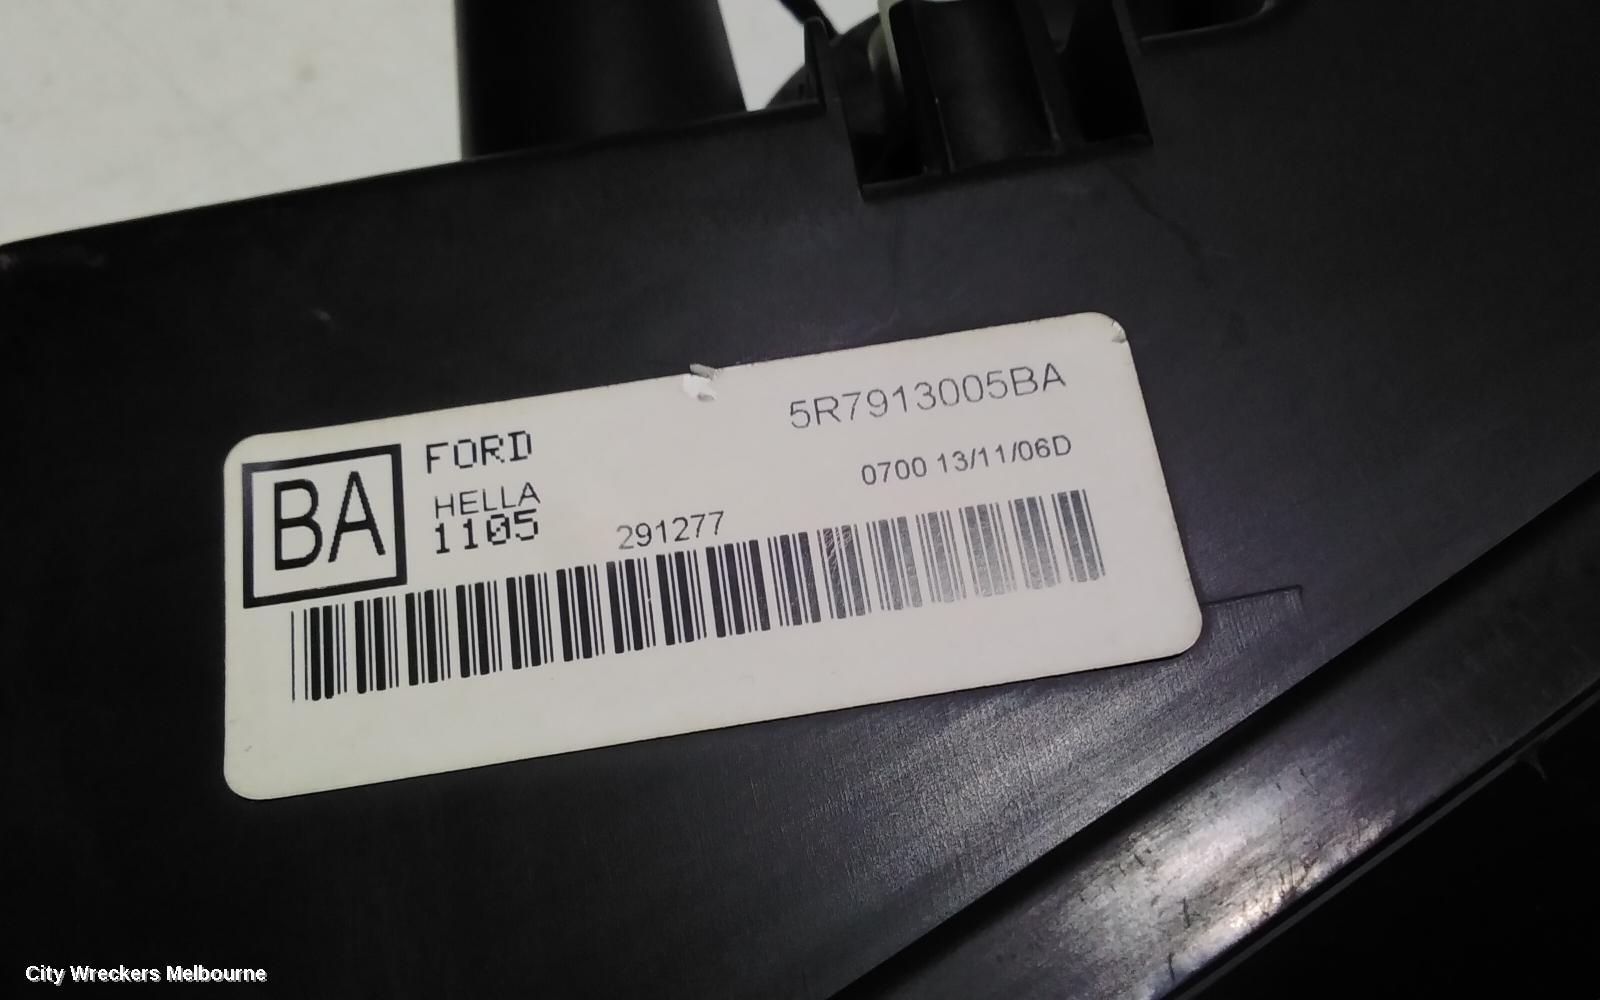 5R7913005BA
BA
FORD
0700 13/11/06D
HELLA
1105
291277
City Wreckers Melbourne